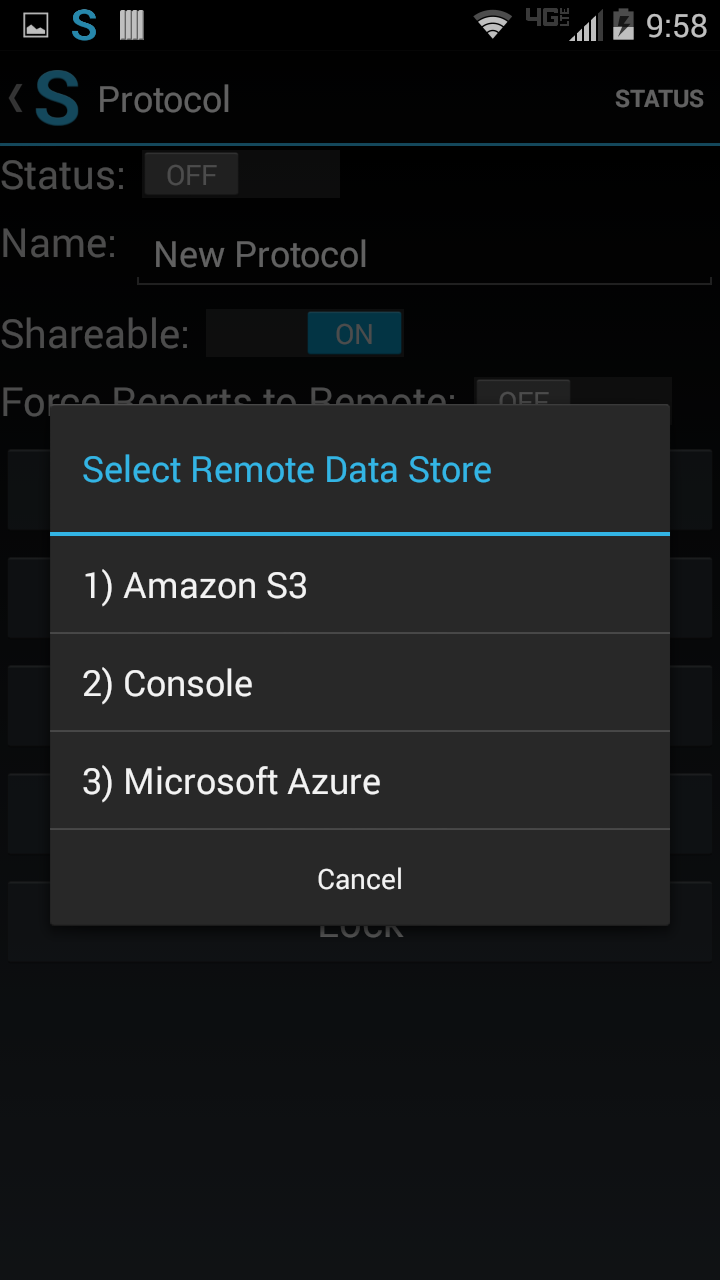 S
4G LTE
9:58
S Protocol STATUS
Status: OFF
Name: New Protocol
Shareable: ON
Force Reports to Remote: OFF
Select Remote Data Store
1) Amazon S3
2) Console
3) Microsoft Azure
Cancel
Lock